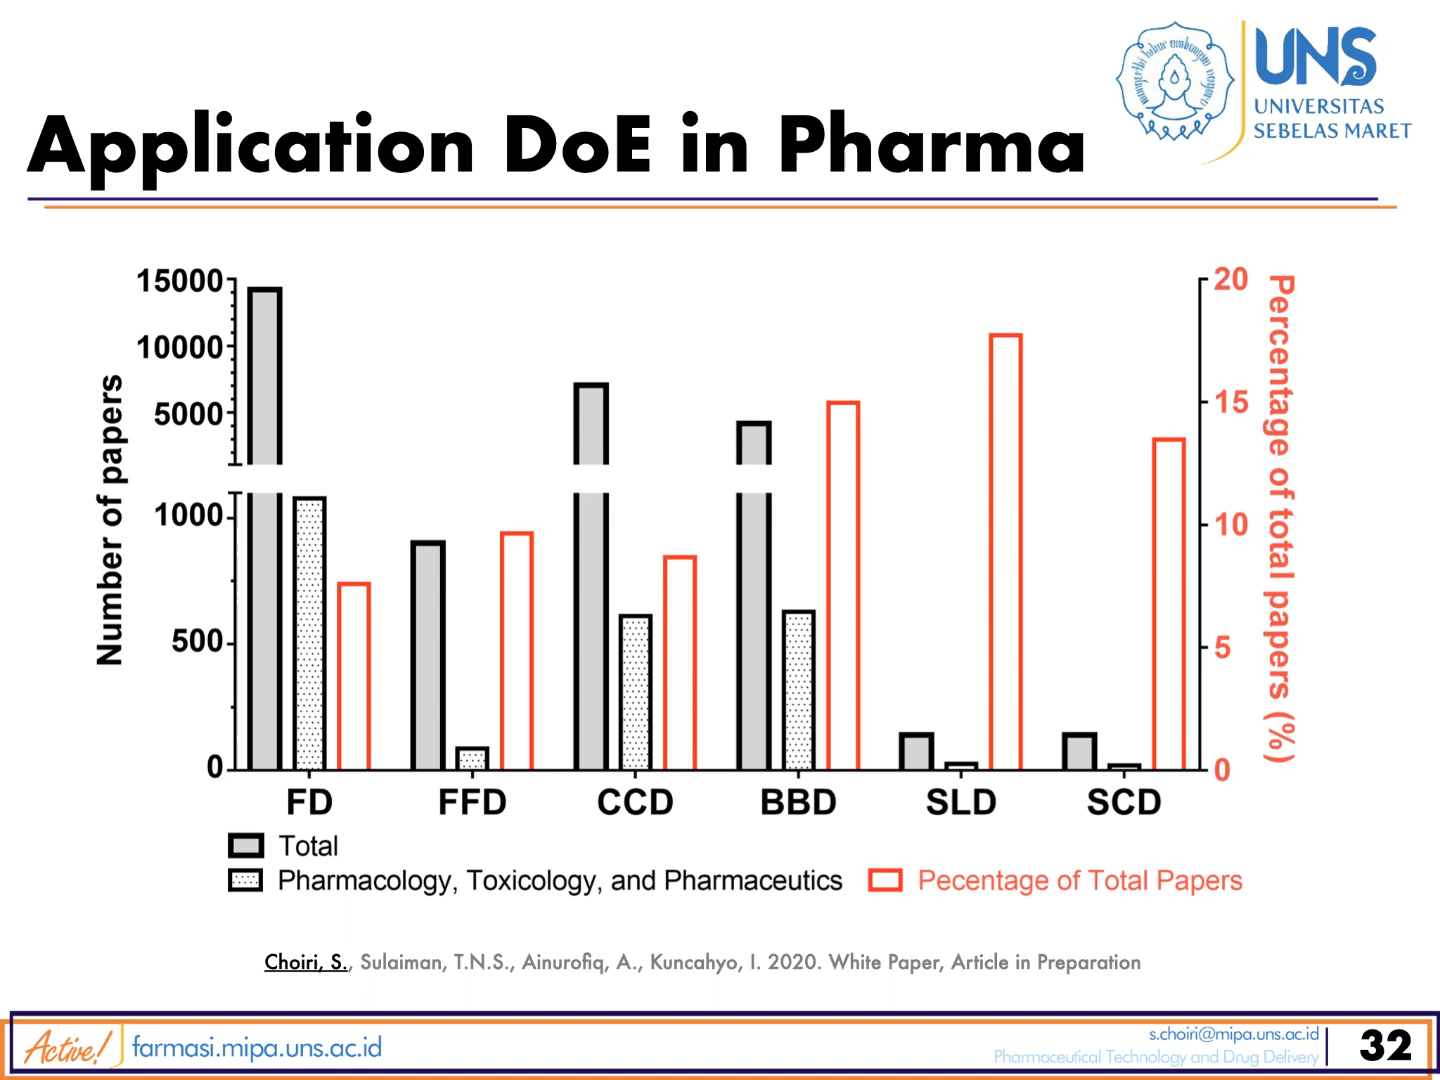 UNS
UNIVERSITAS
SEBELAS MARET
Application DoE in Pharma
Number of papers
15000
10000
5000
1000
500
0
20
15
10
5
0
Percentage of total papers (%)
FD FFD CCD BBD SLD SCD
Total
Pharmacology, Toxicology, and Pharmaceutics
Pecentage of Total Papers
Choiri, S., Sulaiman, T.N.S., Ainurofiq, A., Kuncahyo, I. 2020. White Paper, Article in Preparation
Active! farmasi.mipa.uns.ac.id
s.choiri@mipa.uns.ac.id
Pharmaceutical Technology and Drug Delivery
32